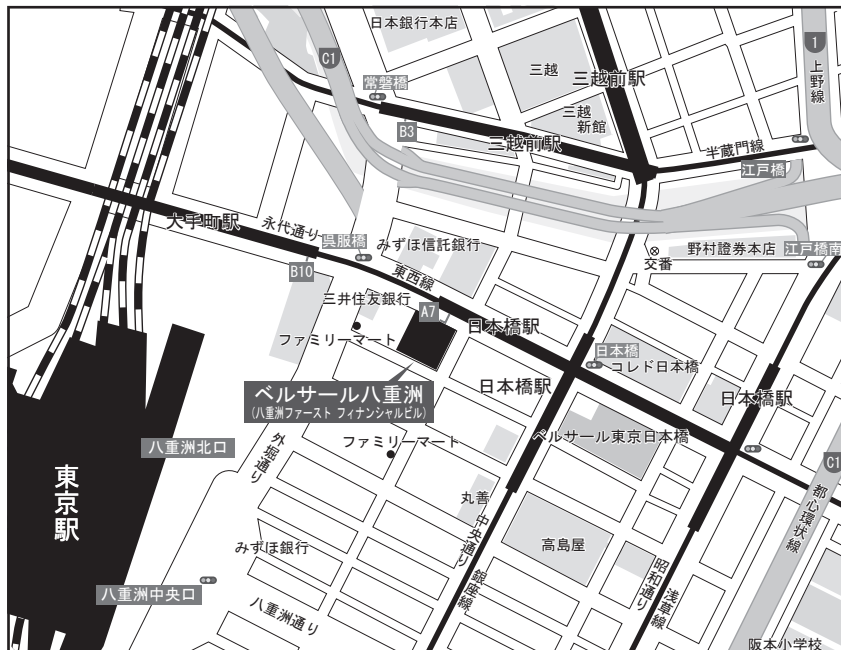 日本銀行本店
C1
1
上野線
三越
三越前駅
常盤橋
三越
新館
B3
三越前駅
半蔵門線
江戸橋
大手町駅
永代通り
呉服橋
みずほ信託銀行
野村證券本店
江戸橋南
交番
B10
東西線
三井住友銀行
A7
日本橋駅
ファミリーマート
日本橋
コレド日本橋
ベルサール八重洲
(八重洲ファースト フィナンシャルビル)
日本橋駅
日本橋駅
八重洲北口
外堀通り
ファミリーマート
ベルサール東京日本橋
C1
東京駅
丸善
中央通り
銀座線
高島屋
都心環状線
みずほ銀行
昭和通り
浅草線
八重洲中央口
八重洲通り
阪本小学校